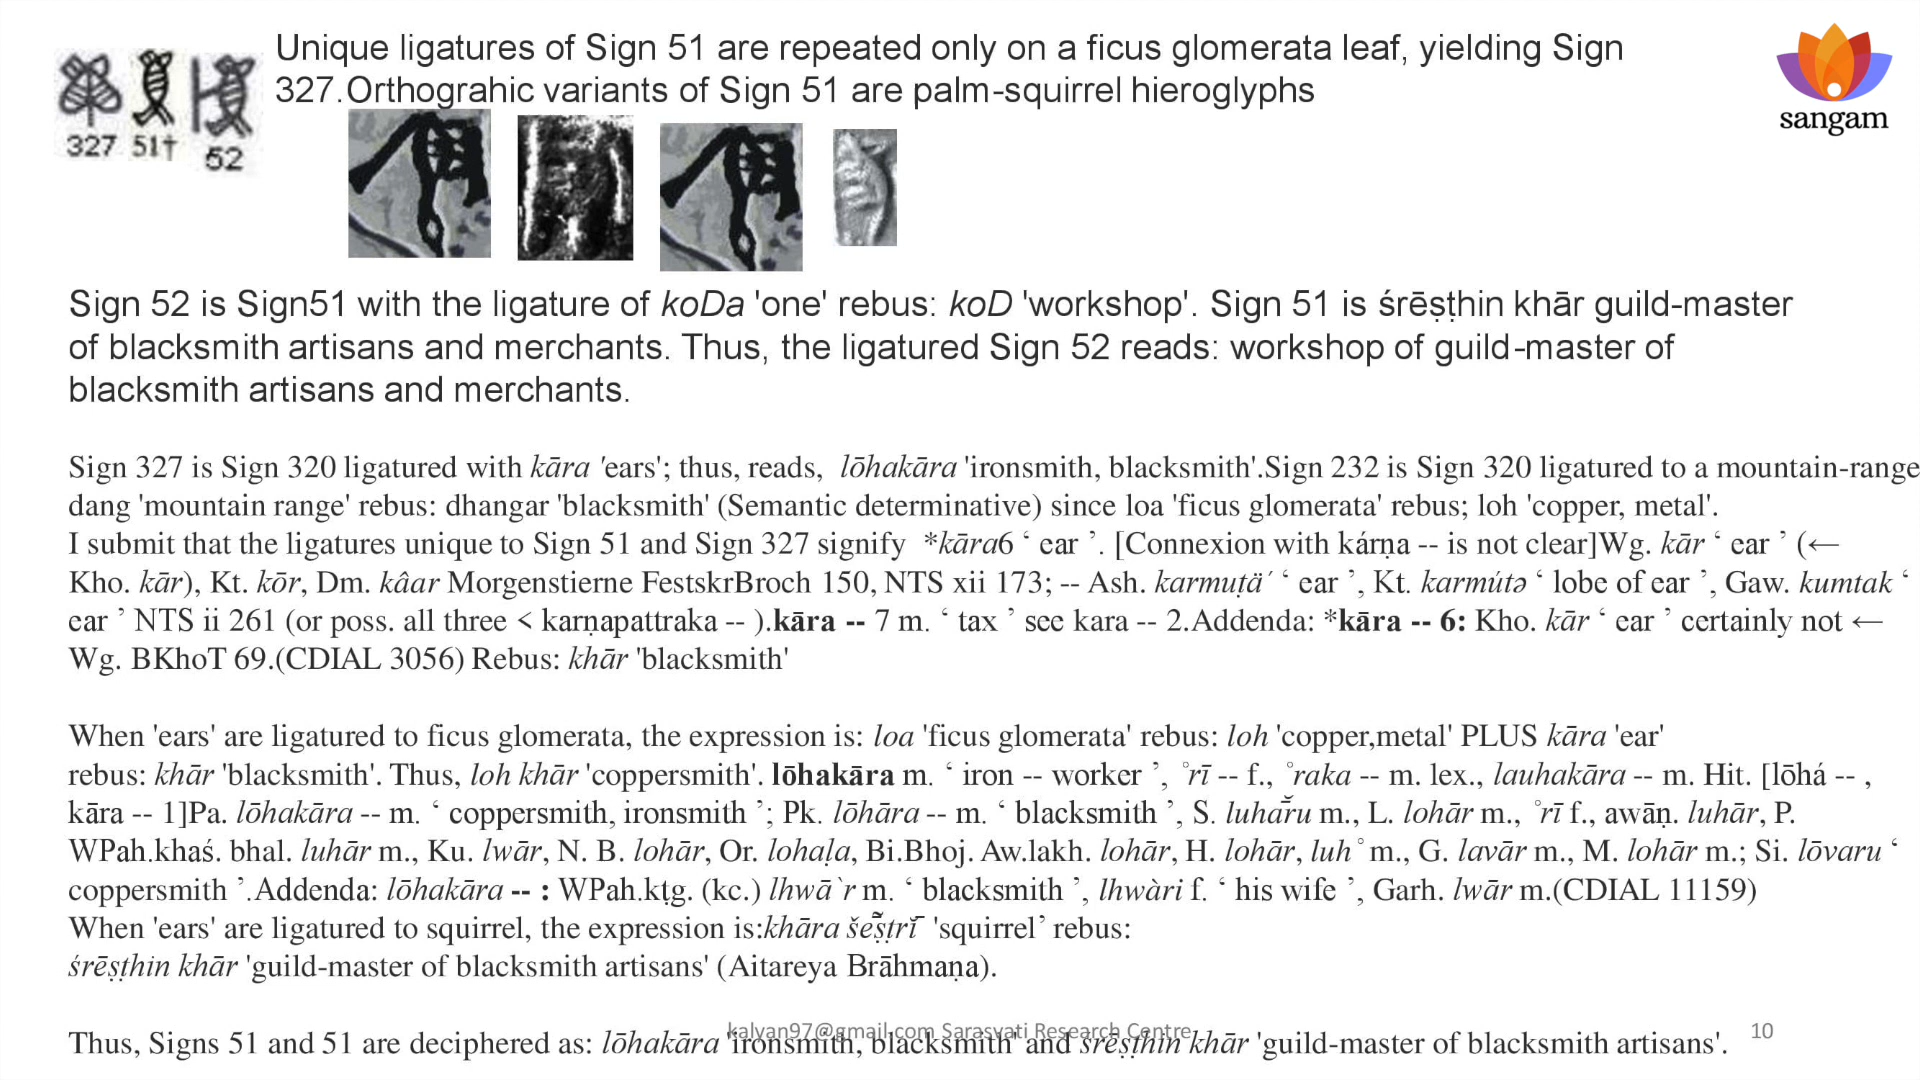 Unique ligatures of Sign 51 are repeated only on a ficus glomerata leaf, yielding Sign
327.Orthograhic variants of Sign 51 are palm-squirrel hieroglyphs
327 51† 52
sangam
Sign 52 is Sign51 with the ligature of koDa 'one' rebus: koD 'workshop'. Sign 51 is śrēṣṭhin khār guild-master
of blacksmith artisans and merchants. Thus, the ligatured Sign 52 reads: workshop of guild-master of
blacksmith artisans and merchants.
Sign 327 is Sign 320 ligatured with kāra 'ears'; thus, reads, lōhakāra 'ironsmith, blacksmith'.Sign 232 is Sign 320 ligatured to a mountain-range
dang 'mountain range' rebus: dhangar 'blacksmith' (Semantic determinative) since loa 'ficus glomerata' rebus; loh 'copper, metal'.
I submit that the ligatures unique to Sign 51 and Sign 327 signify *kāra6 ‘ ear ’. [Connexion with kárṇa -- is not clear]Wg. kār ‘ ear ’ (←
Kho. kār), Kt. kōr, Dm. kâar Morgenstierne FestskrBroch 150, NTS xii 173; -- Ash. karmuṭä´ ‘ ear ’, Kt. karmútə ‘ lobe of ear ’, Gaw. kumtak ‘
ear ’ NTS ii 261 (or poss. all three < karṇapattraka -- ).kāra -- 7 m. ‘ tax ’ see kara -- 2.Addenda: *kāra -- 6: Kho. kār ‘ ear ’ certainly not ←
Wg. BKhoT 69.(CDIAL 3056) Rebus: khār 'blacksmith'
When 'ears' are ligatured to ficus glomerata, the expression is: loa 'ficus glomerata' rebus: loh 'copper,metal' PLUS kāra 'ear'
rebus: khār 'blacksmith'. Thus, loh khār 'coppersmith'. lōhakāra m. ‘ iron -- worker ’, °rī -- f., °raka -- m. lex., lauhakāra -- m. Hit. [lōhá -- ,
kāra -- 1]Pa. lōhakāra -- m. ‘ coppersmith, ironsmith ’; Pk. lōhāra -- m. ‘ blacksmith ’, S. luhā̆ru m., L. lohār m., °rī f., awāṇ. luhār, P.
WPah.khaś. bhal. luhār m., Ku. lwār, N. B. lohār, Or. lohaḷa, Bi.Bhoj. Aw.lakh. lohār, H. lohār, luh° m., G. lavār m., M. lohār m.; Si. lōvaru ‘
coppersmith ’.Addenda: lōhakāra -- : WPah.kṭg. (kc.) lhwā`r m. ‘ blacksmith ’, lhwàri f. ‘ his wife ’, Garh. lwār m.(CDIAL 11159)
When 'ears' are ligatured to squirrel, the expression is:khāra šē̃ṣṭrĭ̄ 'squirrel’ rebus:
śrēṣṭhin khār 'guild-master of blacksmith artisans' (Aitareya Brāhmaṇa).
Thus, Signs 51 and 51 are deciphered as: lōhakāra 'ironsmith, blacksmith' and śrēṣṭhin khār 'guild-master of blacksmith artisans'.
kalyan97@gmail.com Sarasvati Research Centre
10